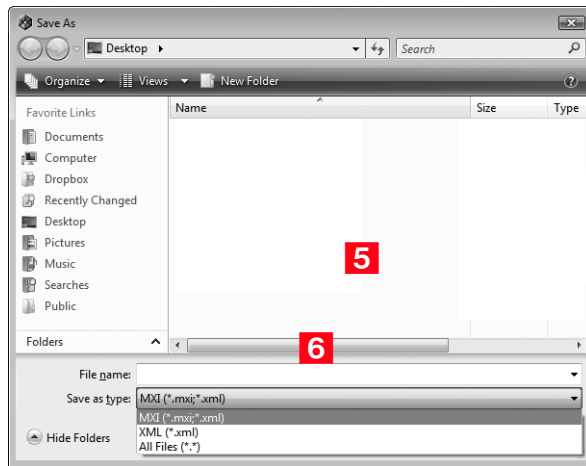 Save As
Desktop
Search
Organize Views New Folder
Favorite Links
Name Size Type
Documents
Computer
Dropbox
Recently Changed
Desktop
Pictures
Music
Searches
Public
5
Folders
6
File name:
Save as type: MXI (*.mxi;*.xml)
MXI (*.mxi;*.xml)
XML (*.xml)
All Files (*.*)
Hide Folders